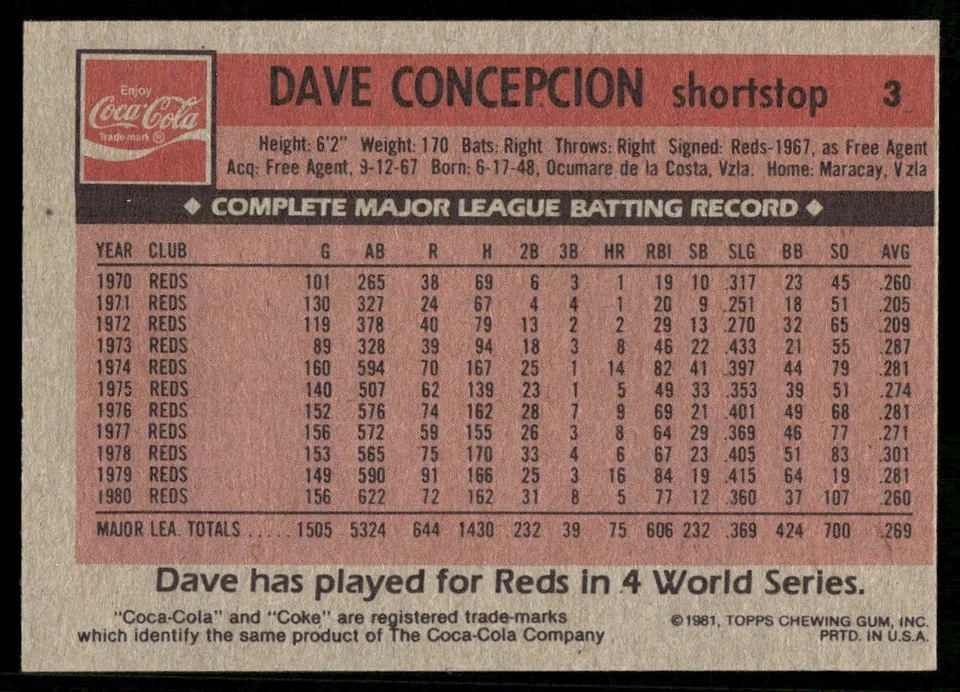 Enjoy
Coca-Cola
Trade-mark ®
DAVE CONCEPCION shortstop 3
Height: 6'2" Weight: 170 Bats: Right Throws: Right Signed: Reds-1967, as Free Agent
Acq: Free Agent, 9-12-67 Born: 6-17-48, Ocumare de la Costa, Vzla. Home: Maracay, Vzla
◆ COMPLETE MAJOR LEAGUE BATTING RECORD ◆
YEAR CLUB G AB R H 2B 3B HR RBI SB SLG BB SO AVG
1970 REDS 101 265 38 69 6 3 1 19 10 .317 23 45 .260
1971 REDS 130 327 24 67 4 4 1 20 9 .251 18 51 .205
1972 REDS 119 378 40 79 13 2 2 29 13 .270 32 65 .209
1973 REDS 89 328 39 94 18 3 8 46 22 .433 21 55 .287
1974 REDS 160 594 70 167 25 1 14 82 41 .397 44 79 .281
1975 REDS 140 507 62 139 23 1 5 49 33 .353 39 51 .274
1976 REDS 152 576 74 162 28 7 9 69 21 .401 49 68 .281
1977 REDS 156 572 59 155 26 3 8 64 29 .369 46 77 .271
1978 REDS 153 565 75 170 33 4 6 67 23 .405 51 83 .301
1979 REDS 149 590 91 166 25 3 16 84 19 .415 64 19 .281
1980 REDS 156 622 72 162 31 8 5 77 12 .360 37 107 .260
MAJOR LEA. TOTALS ..... 1505 5324 644 1430 232 39 75 606 232 .369 424 700 .269
Dave has played for Reds in 4 World Series.
"Coca-Cola" and "Coke" are registered trade-marks
which identify the same product of The Coca-Cola Company
©1981, TOPPS CHEWING GUM, INC.
PRTD. IN U.S.A.